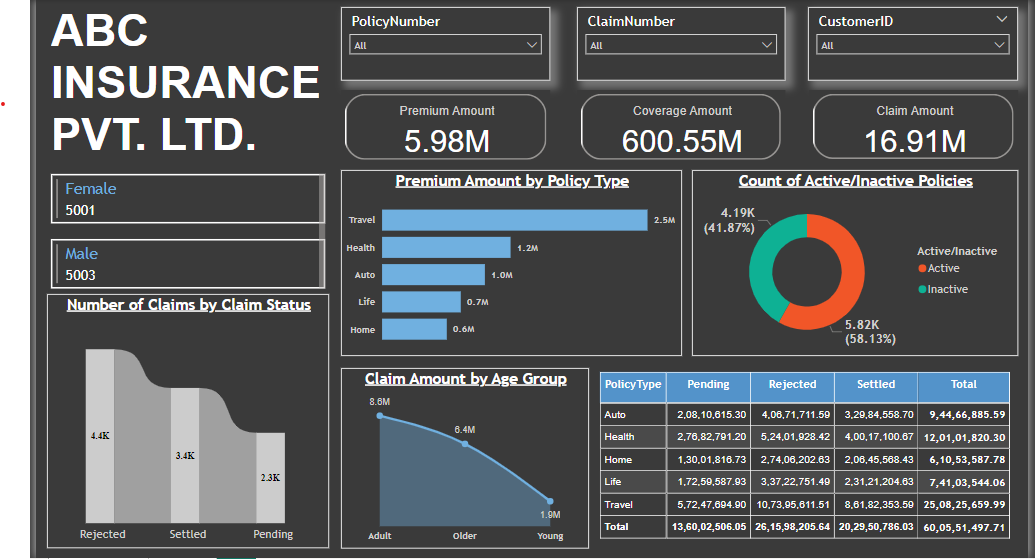 ABC
INSURANCE
PVT. LTD.
PolicyNumber
All
ClaimNumber
All
CustomerID
All
Premium Amount
5.98M
Coverage Amount
600.55M
Claim Amount
16.91M
Female
5001
Male
5003
Premium Amount by Policy Type
Travel 2.5M
Health 1.2M
Auto 1.0M
Life 0.7M
Home 0.6M
Count of Active/Inactive Policies
4.19K
(41.87%)
5.82K
(58.13%)
Active/Inactive
Active
Inactive
Number of Claims by Claim Status
4.4K
3.4K
2.3K
Rejected Settled Pending
Claim Amount by Age Group
8.6M
6.4M
1.9M
Adult Older Young
PolicyType Pending Rejected Settled Total
Auto 2,08,10,615.30 4,06,71,711.59 3,29,84,558.70 9,44,66,885.59
Health 2,76,82,791.20 5,24,01,928.42 4,00,17,100.67 12,01,01,820.30
Home 1,30,01,816.73 2,74,06,202.63 2,06,45,568.43 6,10,53,587.78
Life 1,72,59,587.93 3,37,22,751.49 2,31,21,204.63 7,41,03,544.06
Travel 5,72,47,694.90 10,73,95,611.51 8,61,82,353.59 25,08,25,659.99
Total 13,60,02,506.05 26,15,98,205.64 20,29,50,786.03 60,05,51,497.71